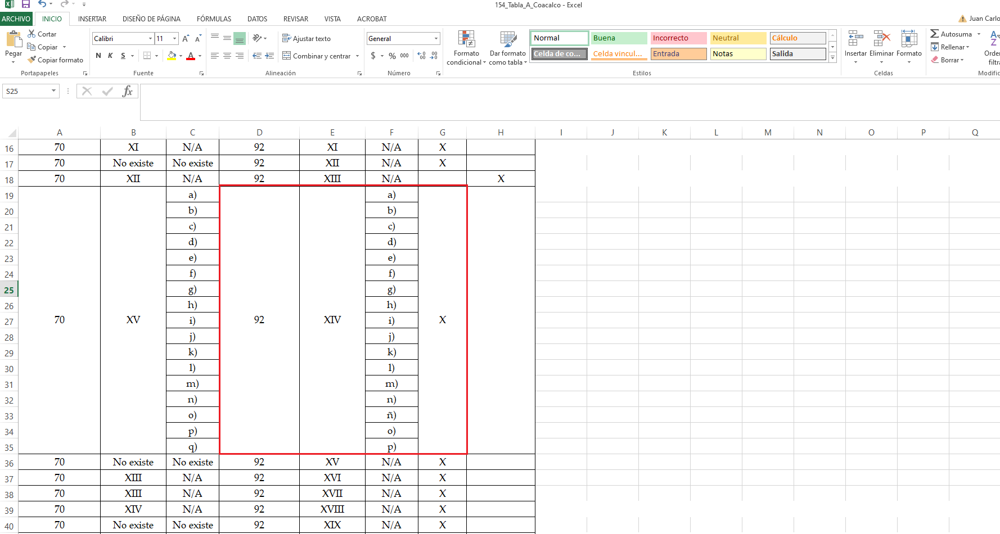 154_Tabla_A_Coacalco - Excel
ARCHIVO INICIO INSERTAR DISEÑO DE PÁGINA FÓRMULAS DATOS REVISAR VISTA ACROBAT Juan Carlo
Pegar Cortar Copiar Copiar formato
Portapapeles
Calibri 11
N K S A
Fuente
Ajustar texto
Combinar y centrar
Alineación
General
$ % 000
Número
Formato condicional
Dar formato como tabla
Normal Buena Incorrecto Neutral Cálculo
Celda de co... Celda vincul... Entrada Notas Salida
Estilos
Insertar Eliminar Formato
Celdas
Autosuma
Rellenar
Borrar
Orden
filtra
Modific
S25 fx
A B C D E F G H I J K L M N O P Q
16 70 XI N/A 92 XI N/A X
17 70 No existe No existe 92 XII N/A X
18 70 XII N/A 92 XIII N/A X
19 a) a)
20 b) b)
21 c) c)
22 d) d)
23 e) e)
24 f) f)
25 g) g)
26 h) h)
27 70 XV i) 92 XIV i) X
28 j) j)
29 k) k)
30 l) l)
31 m) m)
32 n) n)
33 o) ñ)
34 p) o)
35 q) p)
36 70 No existe No existe 92 XV N/A X
37 70 XIII N/A 92 XVI N/A X
38 70 XIII N/A 92 XVII N/A X
39 70 XIV N/A 92 XVIII N/A X
40 70 No existe No existe 92 XIX N/A X